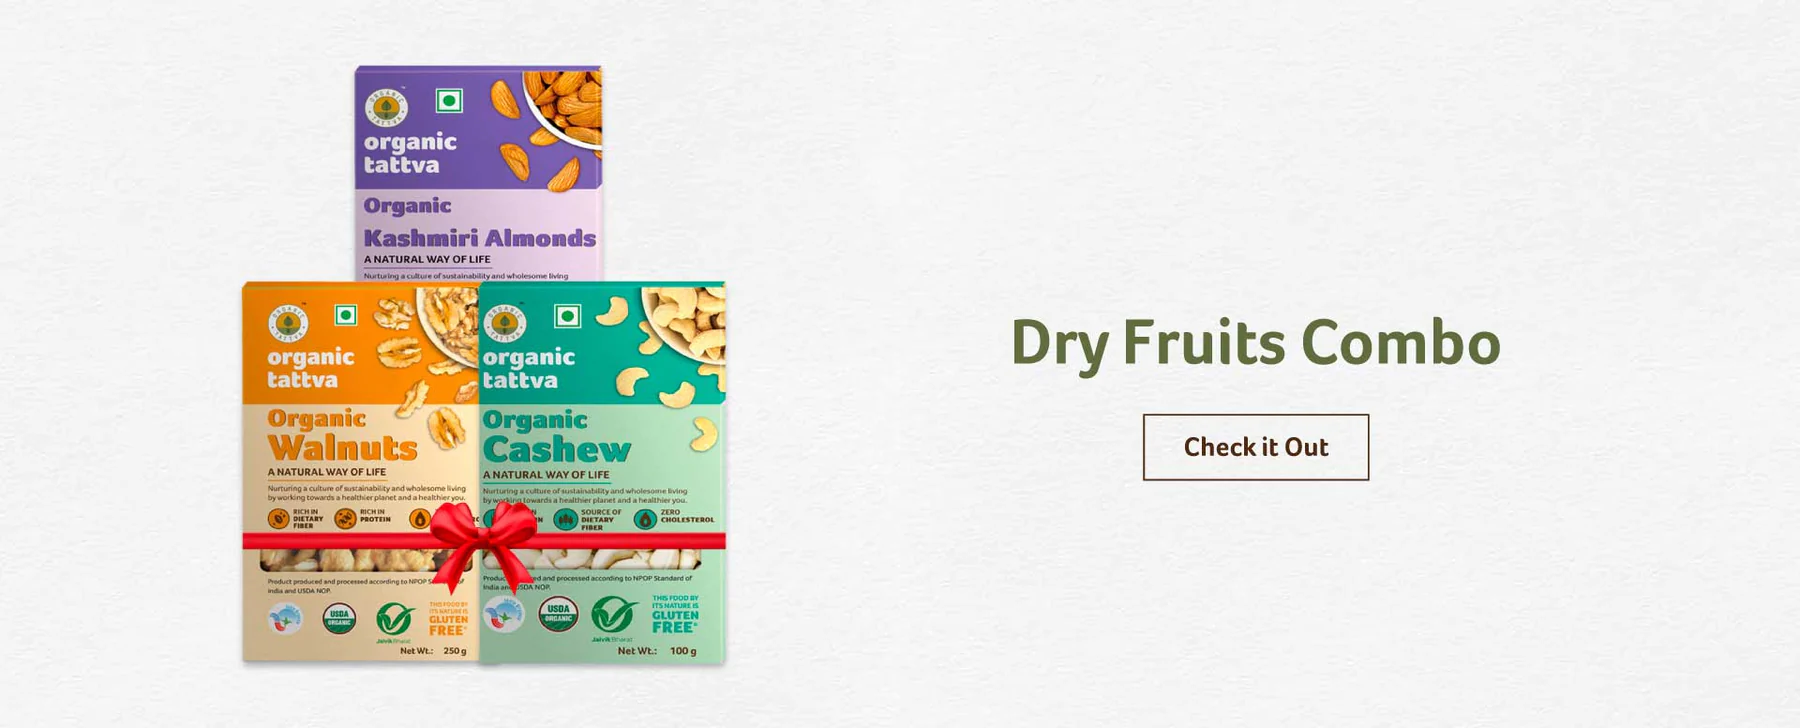 ORGANIC TATTVA
organic
tattva
Organic
Kashmiri Almonds
A NATURAL WAY OF LIFE
Nurturing a culture of sustainability and wholesome living
ORGANIC TATTVA
organic
tattva
Organic
Walnuts
A NATURAL WAY OF LIFE
Nurturing a culture of sustainability and wholesome living
by working towards a healthier planet and a healthier you.
RICH IN
DIETARY
FIBER
RICH IN
PROTEIN
Product produced and processed according to NPOP
India and USDA NOP.
USDA
ORGANIC
Jaivik Bharat
THIS FOOD BY
ITS NATURE IS
GLUTEN
FREE*
Net Wt.: 250 g
ORGANIC TATTVA
organic
tattva
Organic
Cashew
A NATURAL WAY OF LIFE
Nurturing a culture of sustainability and wholesome living
by working towards a healthier planet and a healthier you.
SOURCE OF
DIETARY
FIBER
ZERO
CHOLESTEROL
and processed according to NPOP Standard of
India and USDA NOP.
USDA
ORGANIC
Jaivik Bharat
THIS FOOD BY
ITS NATURE IS
GLUTEN
FREE*
Net Wt.: 100 g
Dry Fruits Combo
Check it Out